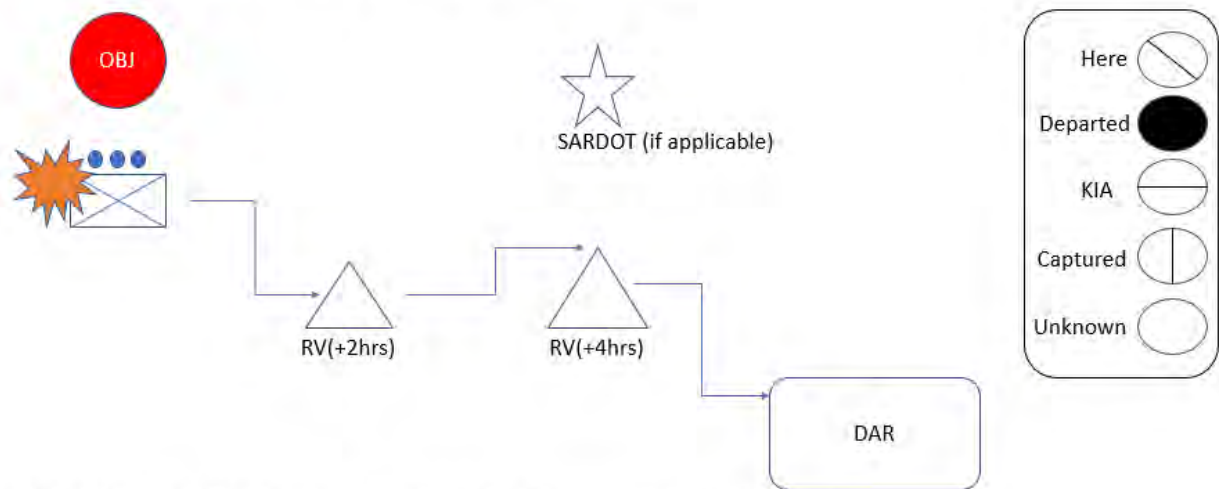 OBJ
SARDOT (if applicable)
RV(+2hrs)
RV(+4hrs)
DAR
Here
Departed
KIA
Captured
Unknown